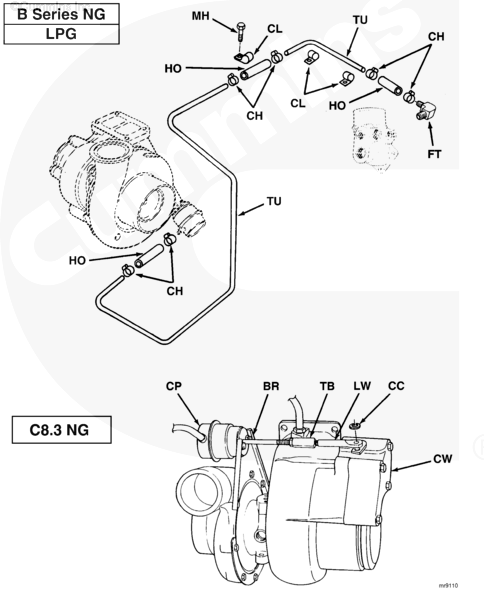 B Series NG
LPG
MH
CL
TU
HO
CH
CH
CL
HO
FT
TU
HO
CH
CP
BR
TB
LW
CC
C8.3 NG
CW
mr9110